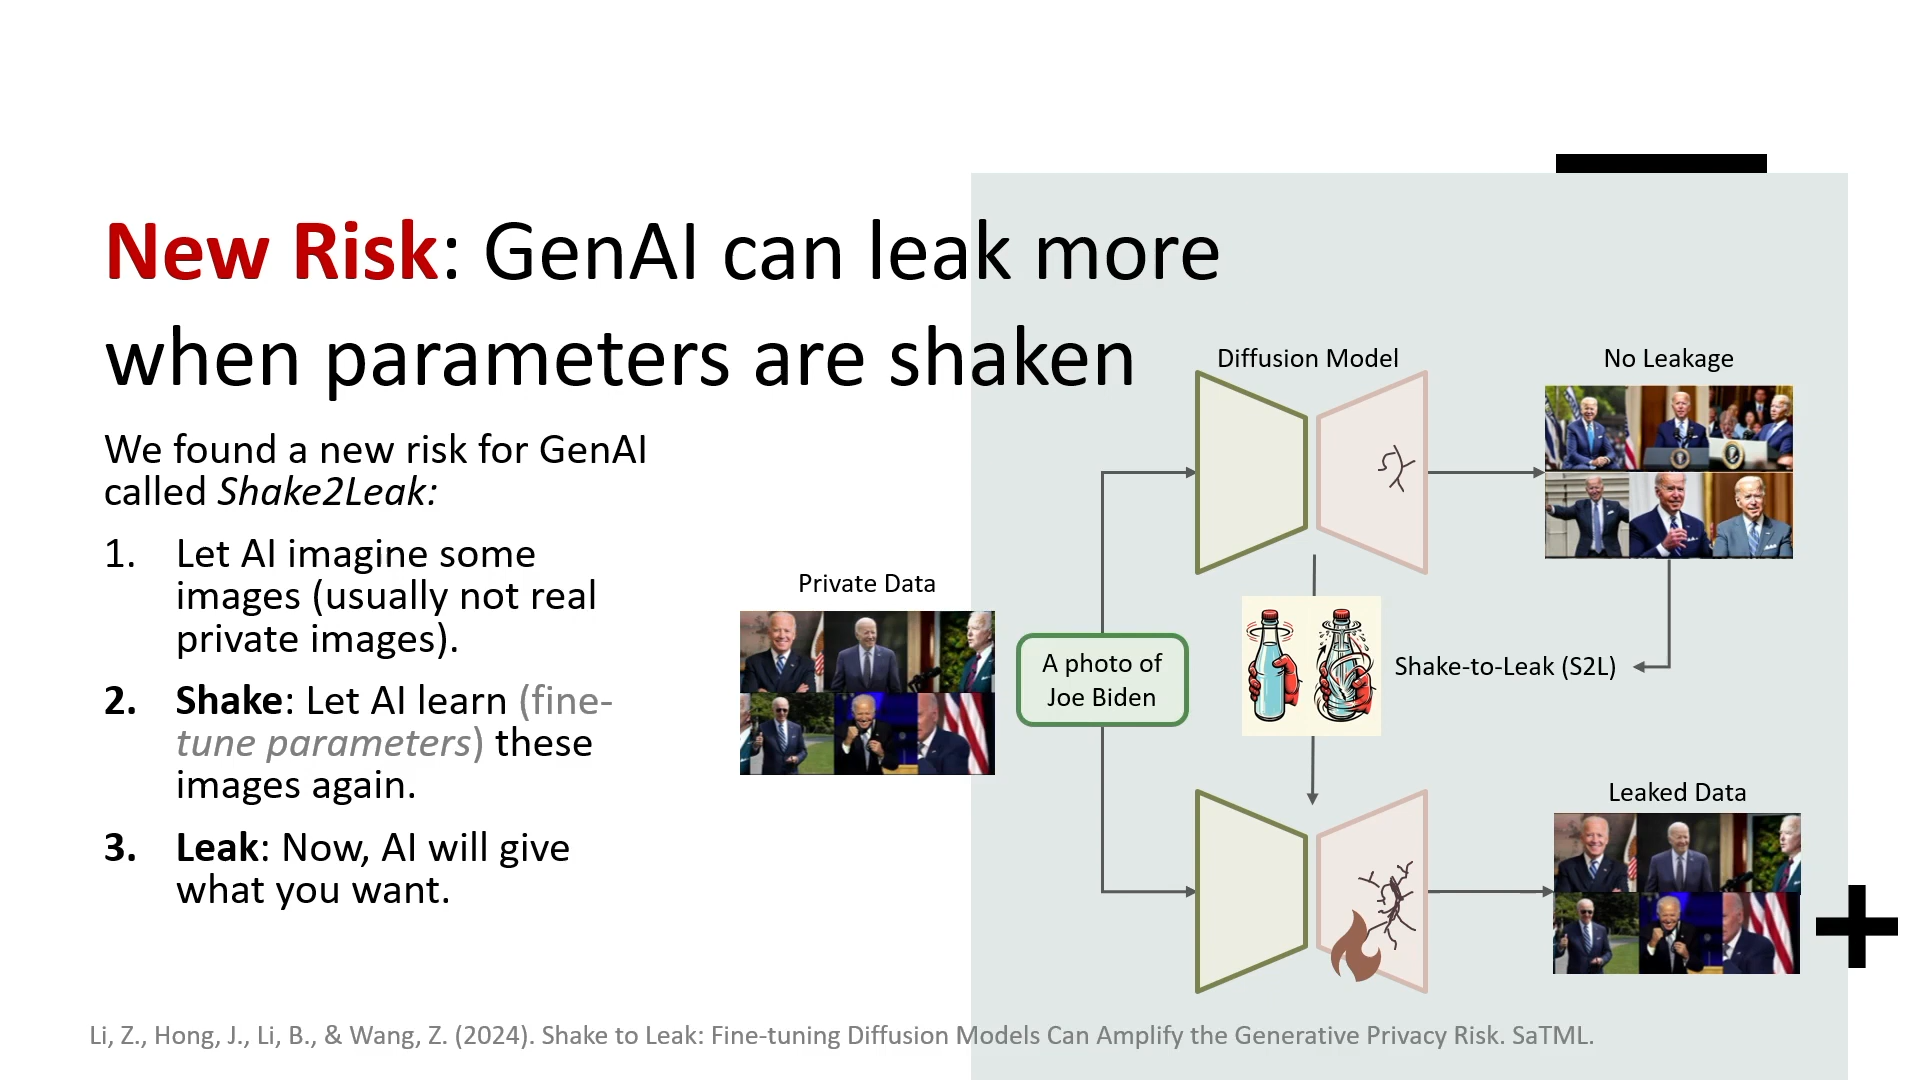 New Risk: GenAI can leak more
when parameters are shaken
We found a new risk for GenAI
called Shake2Leak:
1. Let AI imagine some
images (usually not real
private images).
2. Shake: Let AI learn (fine-
tune parameters) these
images again.
3. Leak: Now, AI will give
what you want.
Private Data
A photo of
Joe Biden
Diffusion Model
No Leakage
Shake-to-Leak (S2L)
Leaked Data
Li, Z., Hong, J., Li, B., & Wang, Z. (2024). Shake to Leak: Fine-tuning Diffusion Models Can Amplify the Generative Privacy Risk. SaTML.